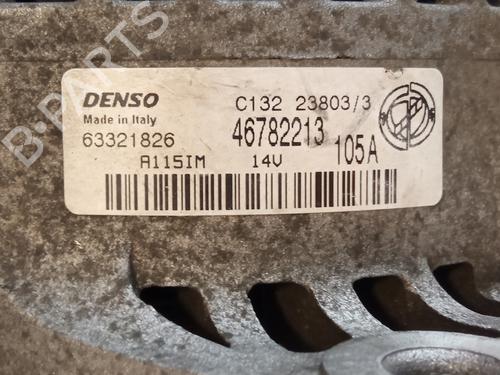 B-PARTS
DENSO
C132 23803/3
Made in Italy
63321826
46782213
105A
A115IM
14V